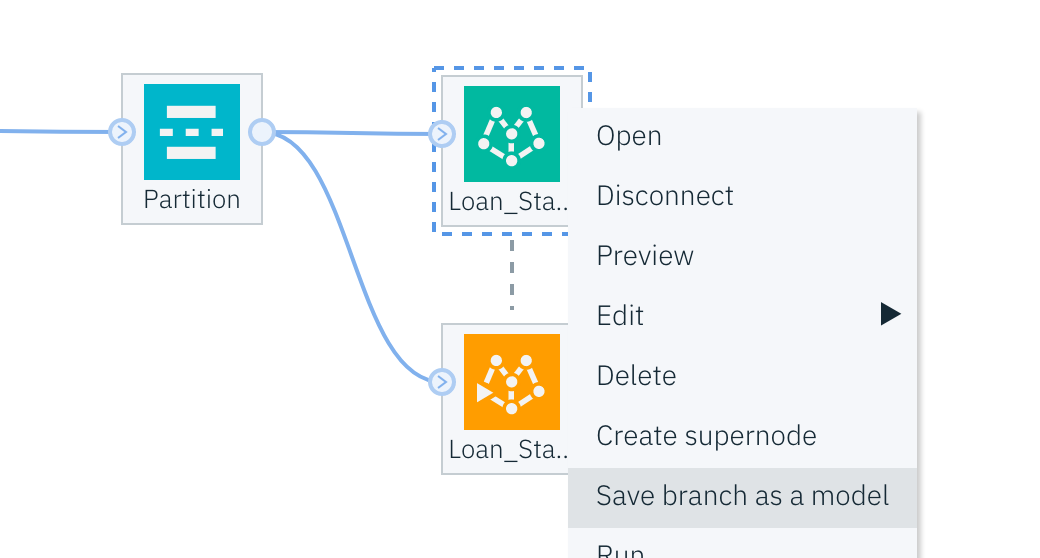 Partition
Loan_Sta..
Loan_Sta..
Open
Disconnect
Preview
Edit
Delete
Create supernode
Save branch as a model
Run